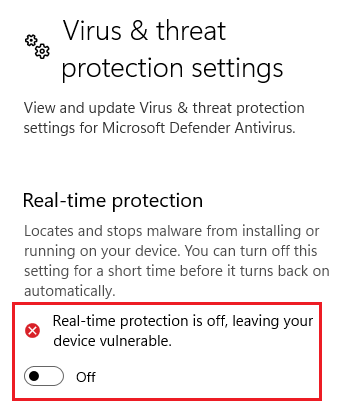 Virus & threat
protection settings
View and update Virus & threat protection
settings for Microsoft Defender Antivirus.
Real-time protection
Locates and stops malware from installing or
running on your device. You can turn off this
setting for a short time before it turns back on
automatically.
Real-time protection is off, leaving your
device vulnerable.
Off